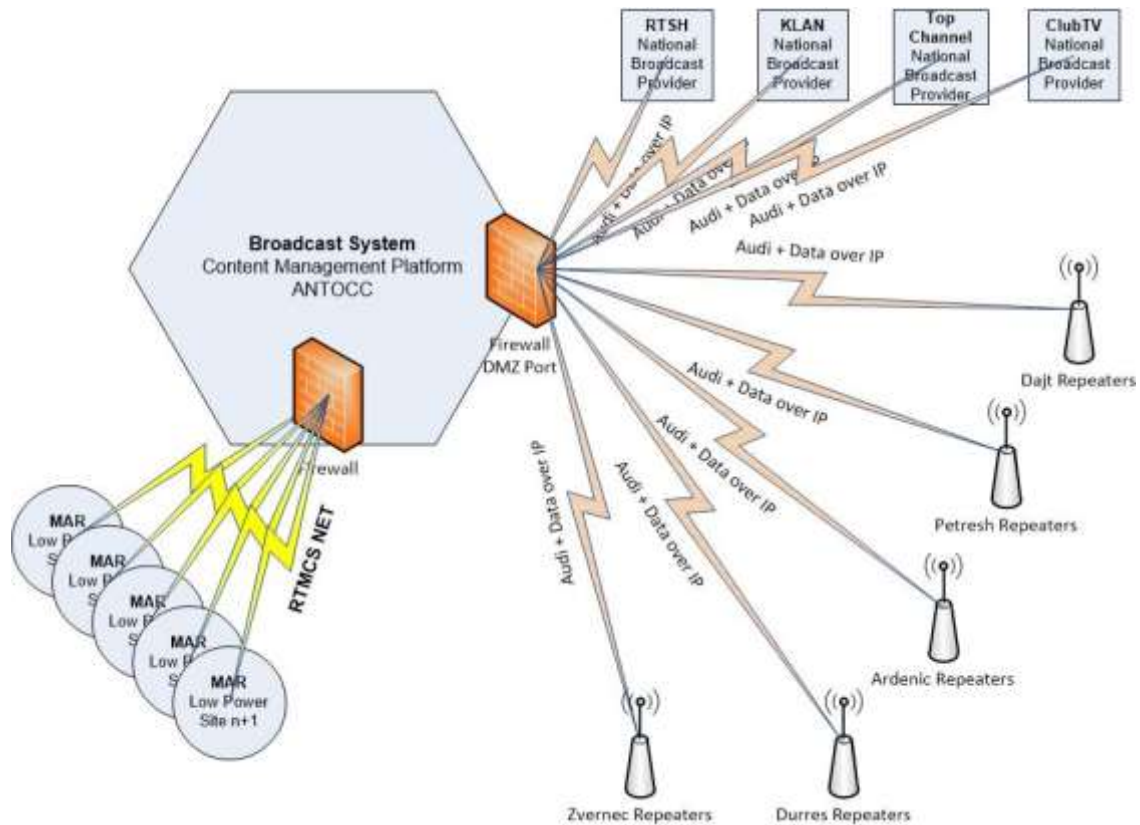 RTSH
National
Broadcast
Provider
KLAN
National
Broadcast
Provider
Top
Channel
National
Broadcast
Provider
ClubTV
National
Broadcast
Provider
Audi + Data over IP
Audi + Data over
Audi + Data over IP
Audi + Data over IP
Broadcast System
Content Management Platform
ANTOCC
Firewall
DMZ Port
Firewall
Audi + Data over IP
Dajt Repeaters
Audi + Data over IP
Petresh Repeaters
Audi + Data over IP
Ardenic Repeaters
Audi + Data over IP
Durres Repeaters
Audi + Data over IP
Zvernec Repeaters
RTMCS NET
MAR
Low
MAR
Low
MAR
Low
MAR
Low
MAR
Low Power
Site n+1